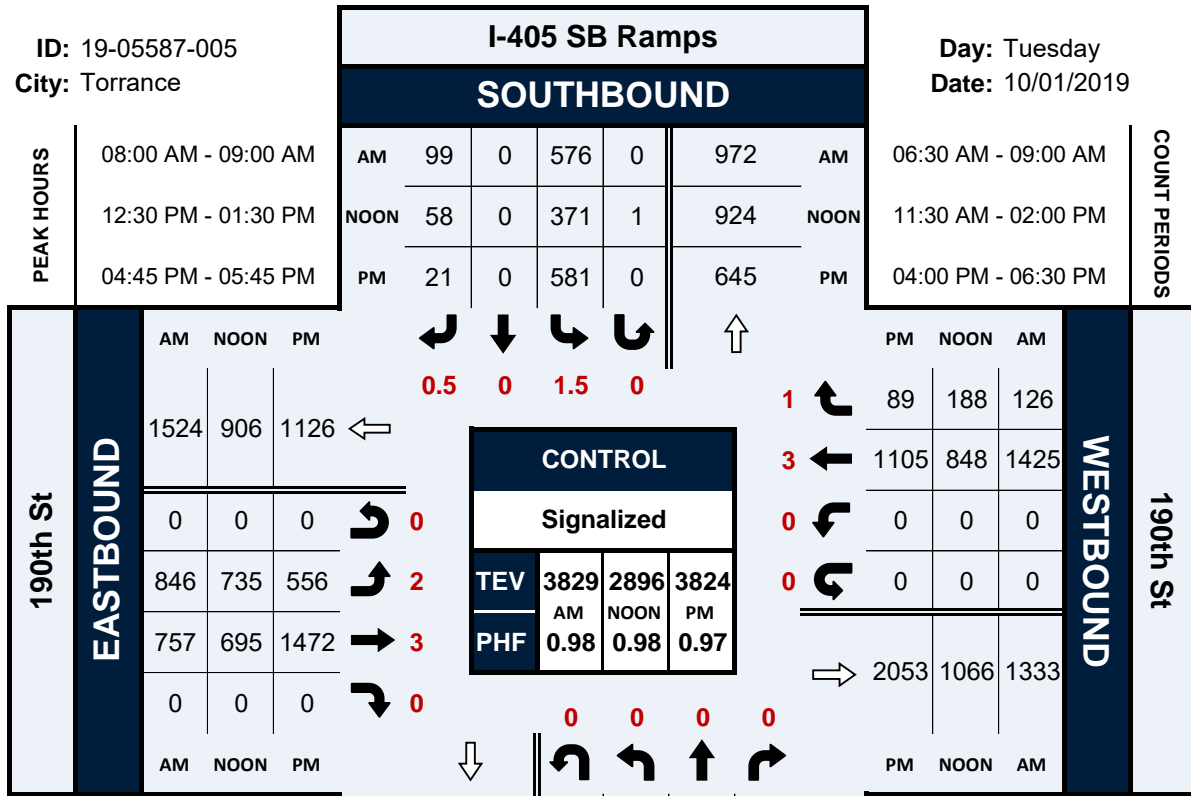 I-405 SB Ramps
ID: 19-05587-005
Day: Tuesday
City: Torrance
Date: 10/01/2019
SOUTHBOUND
PEAK HOURS
08:00 AM - 09:00 AM
AM 99 0 576 0 972 AM
06:30 AM - 09:00 AM
COUNT PERIODS
12:30 PM - 01:30 PM
NOON 58 0 371 1 924 NOON
11:30 AM - 02:00 PM
04:45 PM - 05:45 PM
PM 21 0 581 0 645 PM
04:00 PM - 06:30 PM
190th St
EASTBOUND
AM NOON PM
0.5 0 1.5 0
1524 906 1126
0 0 0 0
846 735 556 2
757 695 1472 3
0 0 0 0
AM NOON PM
CONTROL
Signalized
TEV 3829 2896 3824
AM NOON PM
PHF 0.98 0.98 0.97
0 0 0 0
PM NOON AM
1 89 188 126
3 1105 848 1425
0 0 0 0
0 0 0 0
2053 1066 1333
PM NOON AM
WESTBOUND
190th St